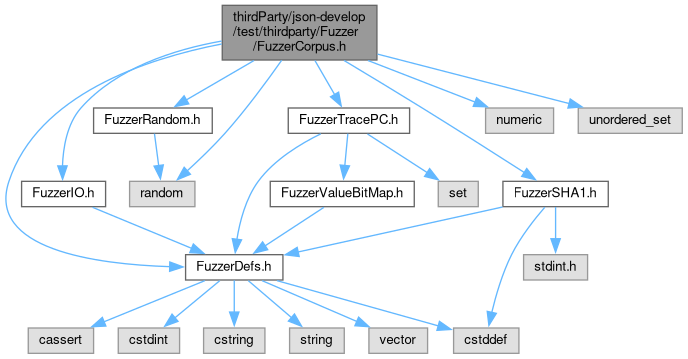 thirdParty/json-develop
/test/thirdparty/Fuzzer
/FuzzerCorpus.h
FuzzerRandom.h
FuzzerTracePC.h
numeric
unordered_set
FuzzerIO.h
random
FuzzerValueBitMap.h
set
FuzzerSHA1.h
FuzzerDefs.h
stdint.h
cassert
cstdint
cstring
string
vector
cstddef